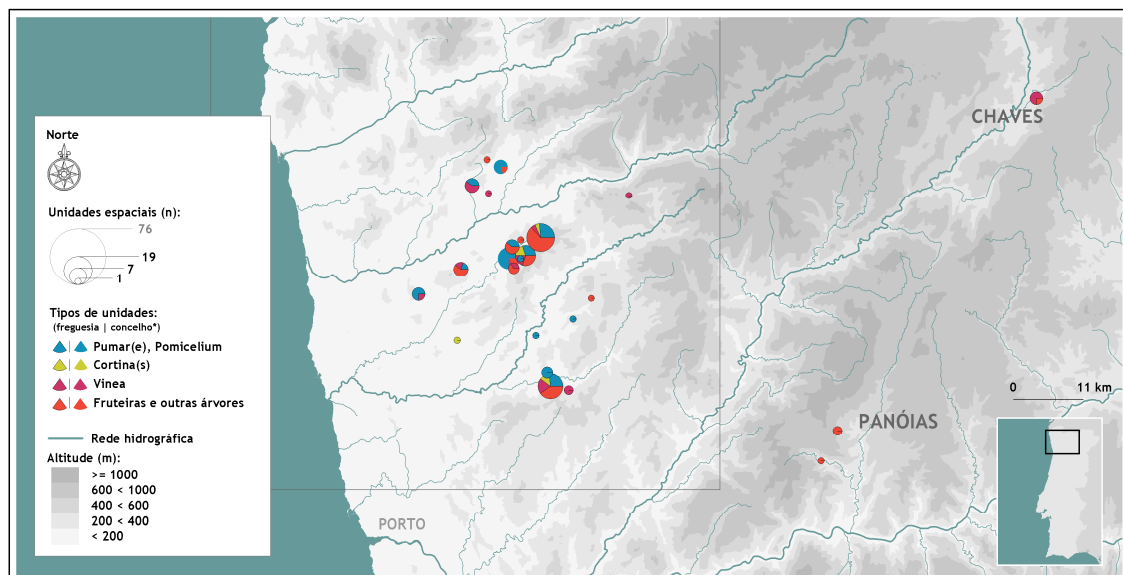 Norte
Unidades espaciais (n):
76
19
7
1
Tipos de unidades:
(freguesia | concelho*)
Pumar(e), Pomicelium
Cortina(s)
Vinea
Fruteiras e outras árvores
Rede hidrográfica
Altitude (m):
>= 1000
600 < 1000
400 < 600
200 < 400
< 200
CHAVES
PANÓIAS
PORTO
0 11 km